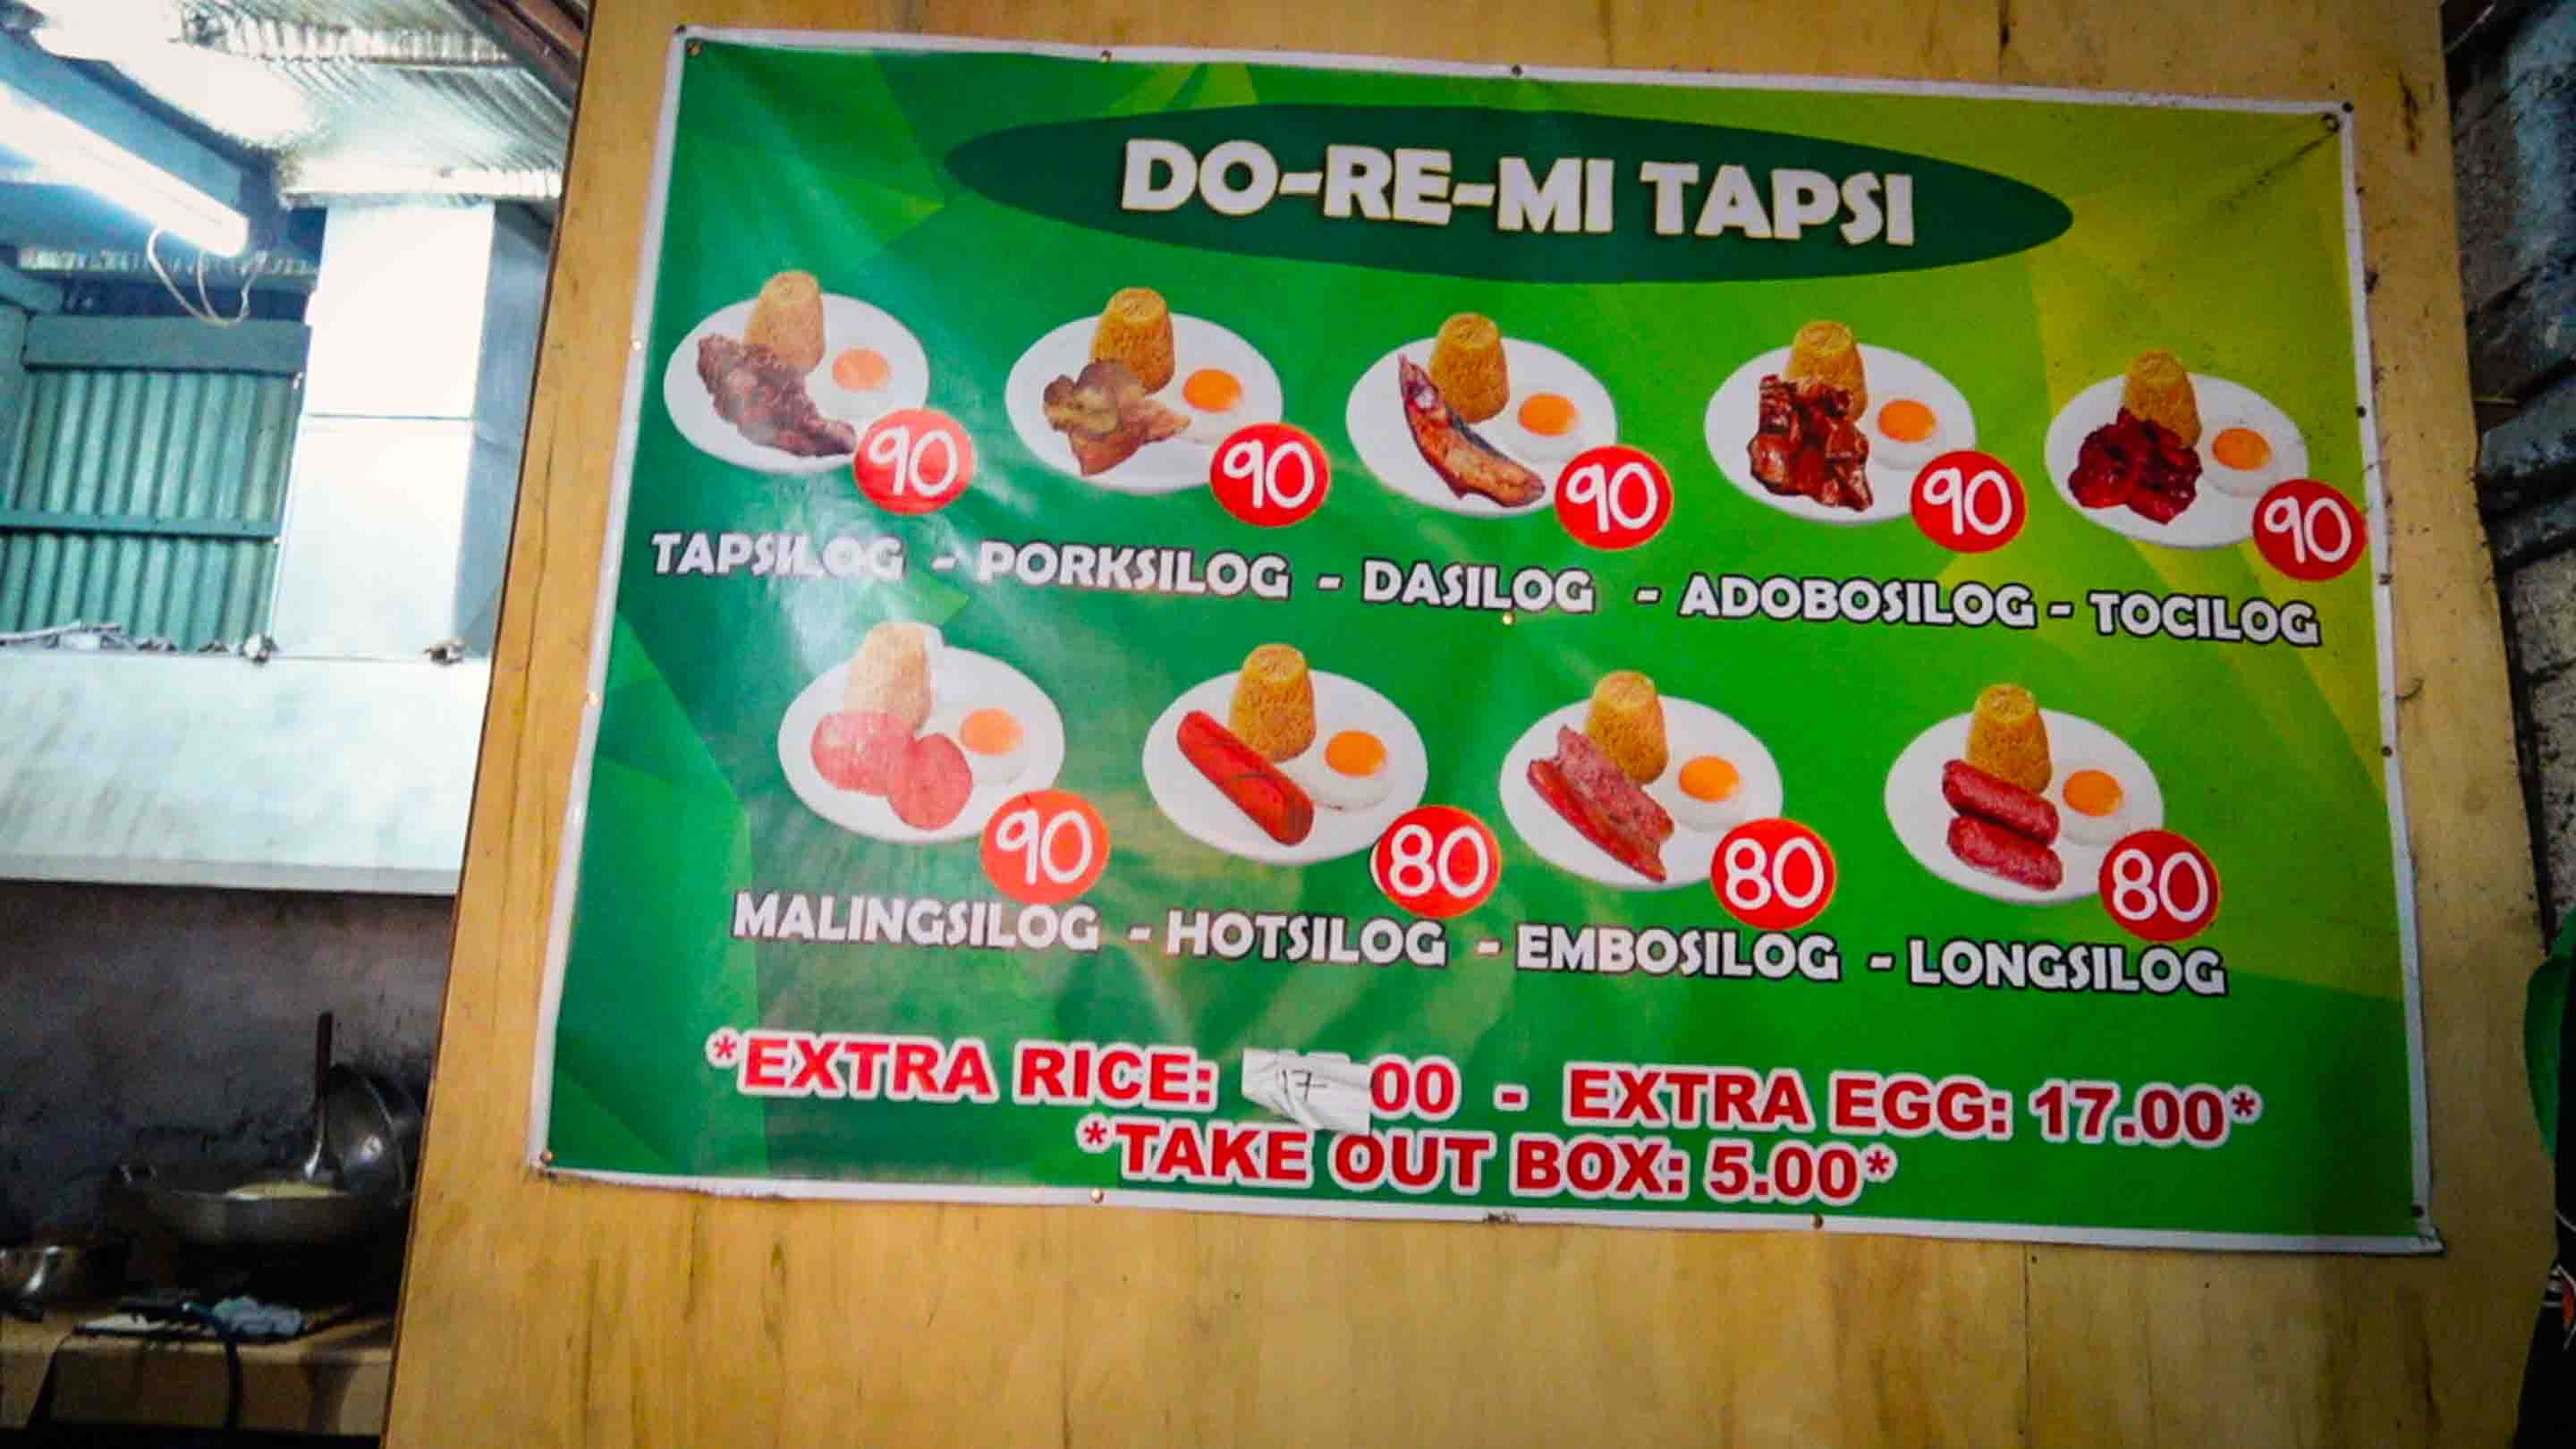 DO-RE-MI TAPSI
90 90 90 90 90
TAPSILOG - PORKSILOG - DASILOG - ADOBOSILOG - TOCILOG
90 80 80 80
MALINGSILOG - HOTSILOG - EMBOSILOG - LONGSILOG
*EXTRA RICE: 17 00 - EXTRA EGG: 17.00*
*TAKE OUT BOX: 5.00*